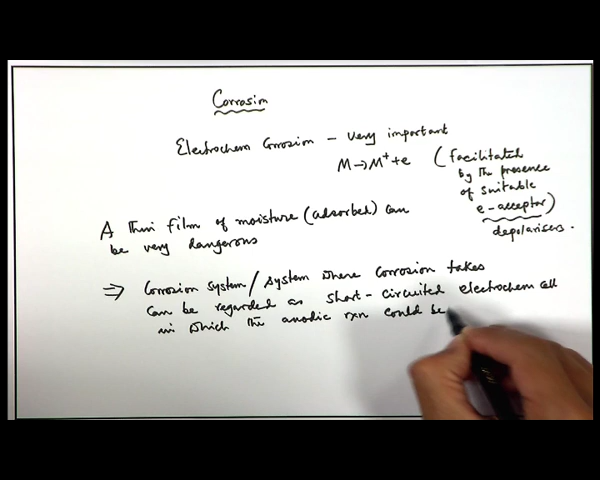 Corrosion
Electrochem Corrosion - very important
M → M⁺ + e (facilitated
by the presence
of suitable
e-acceptor)
depolarisers.
A thin film of moisture (adsorbed) can
be very dangerous
⇒ Corrosion system / system where corrosion takes
can be regarded as short-circuited electrochem cell
in which the anodic rxn could be